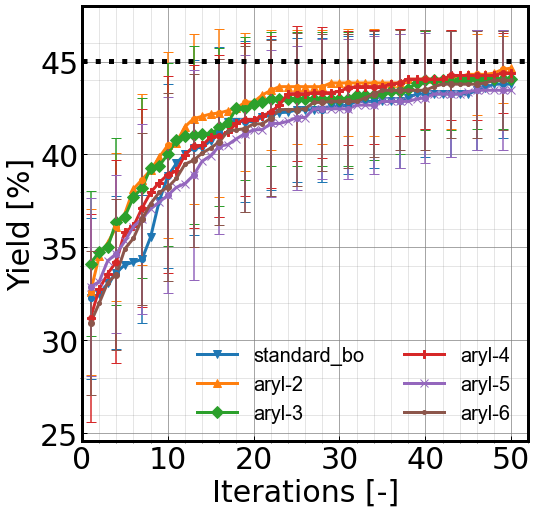 Yield [%]
45
40
35
30
25
0 10 20 30 40 50
Iterations [-]
standard_bo
aryl-2
aryl-3
aryl-4
aryl-5
aryl-6